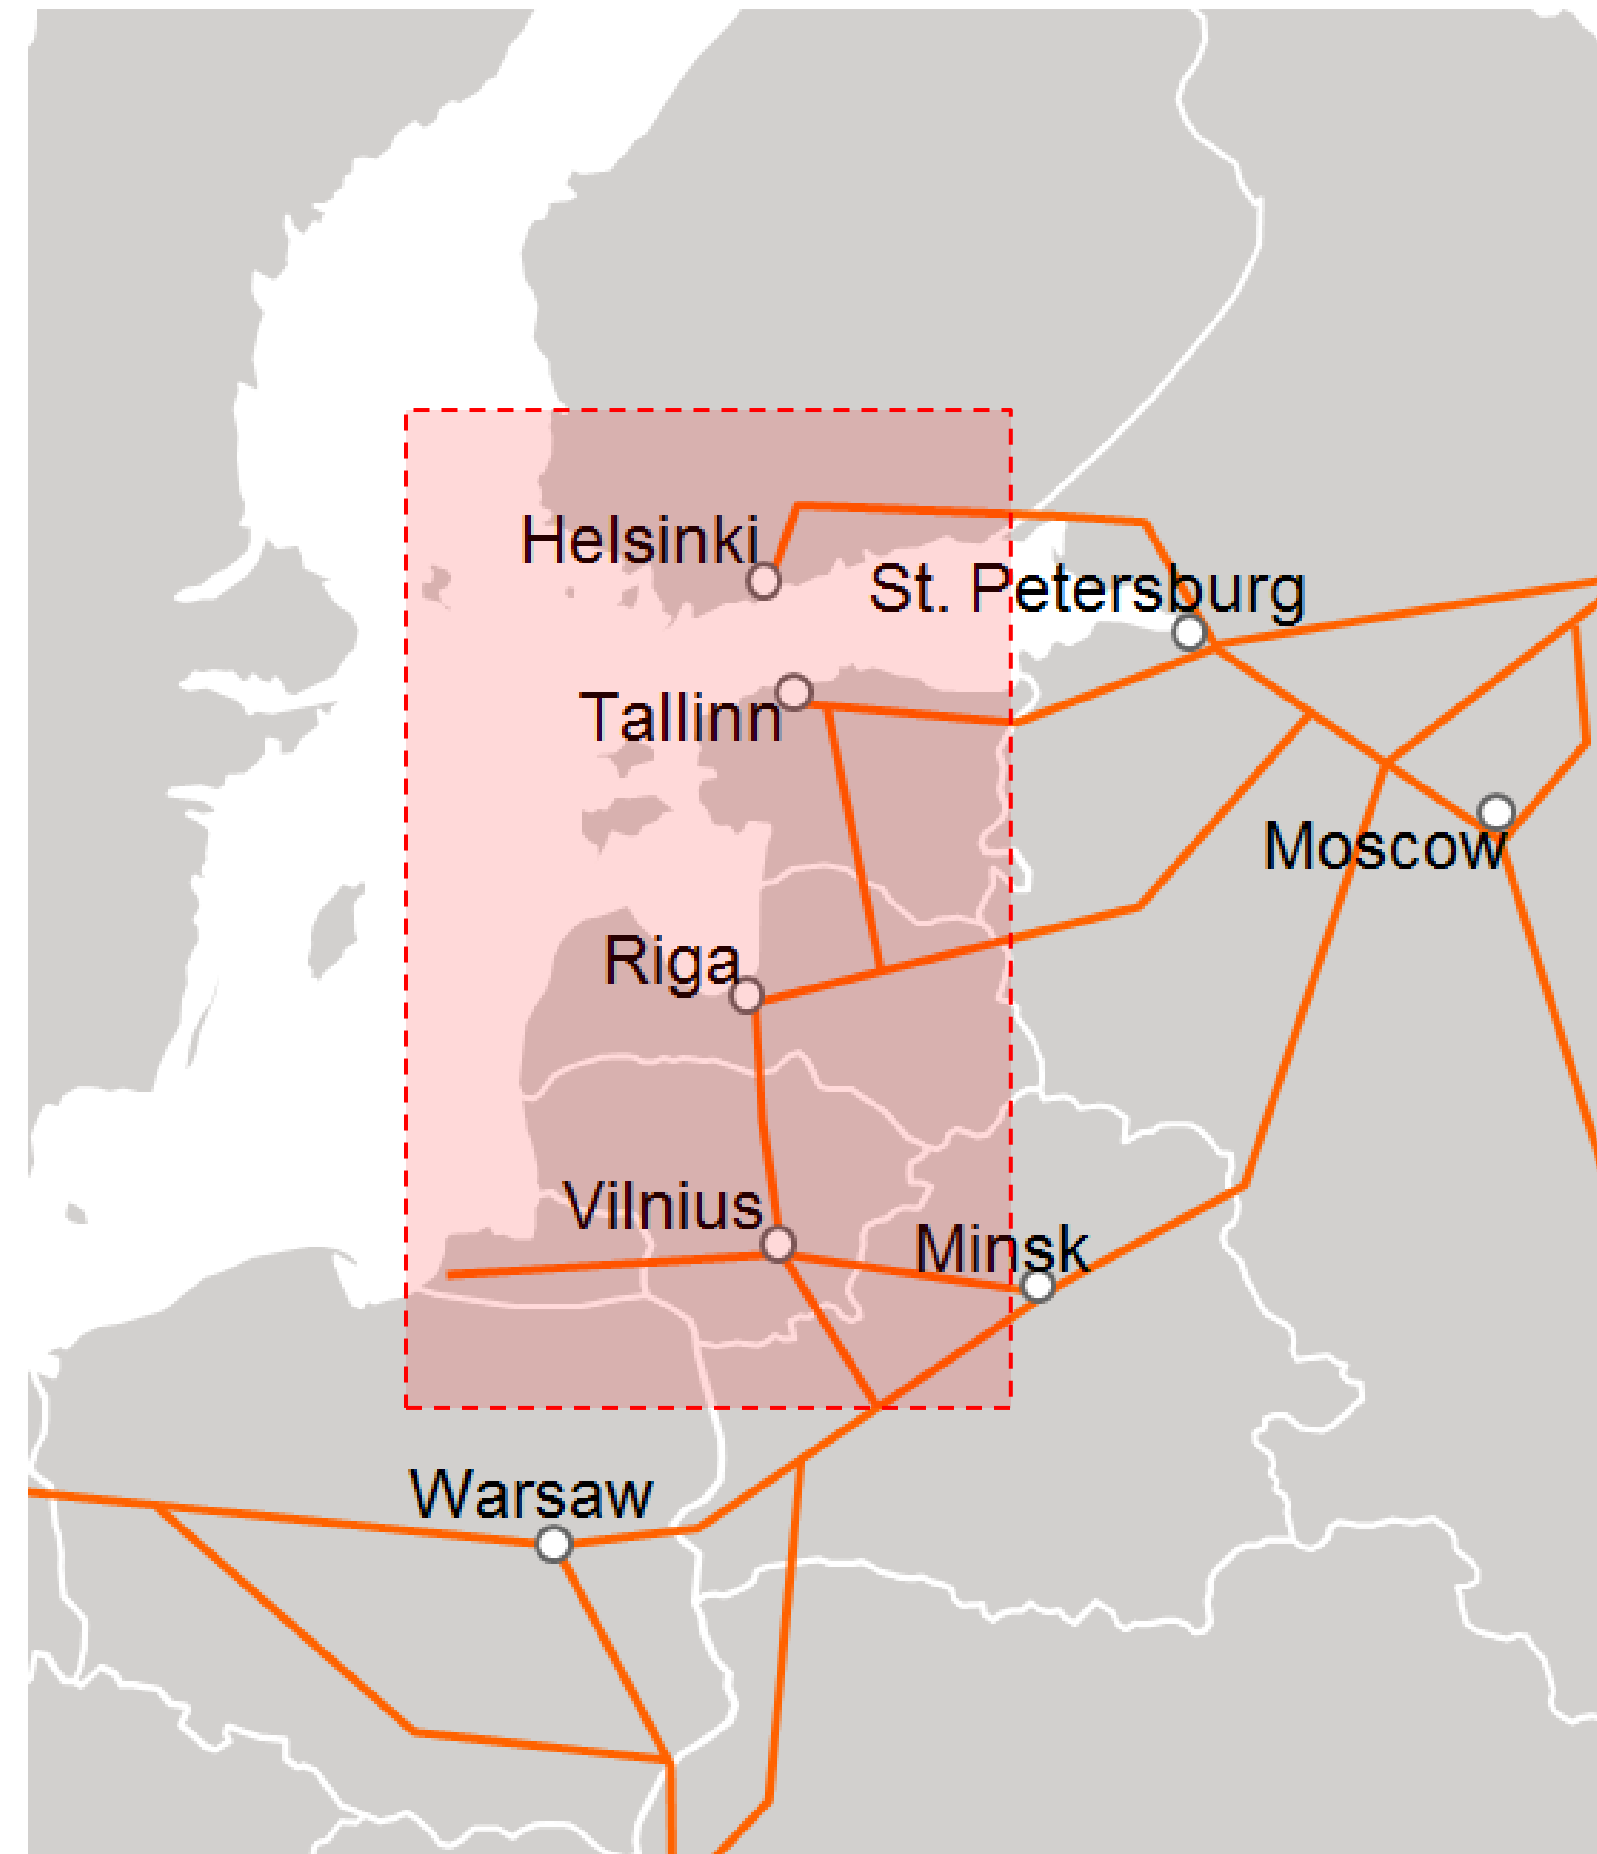 Helsinki
St. Petersburg
Tallinn
Moscow
Riga
Vilnius
Minsk
Warsaw